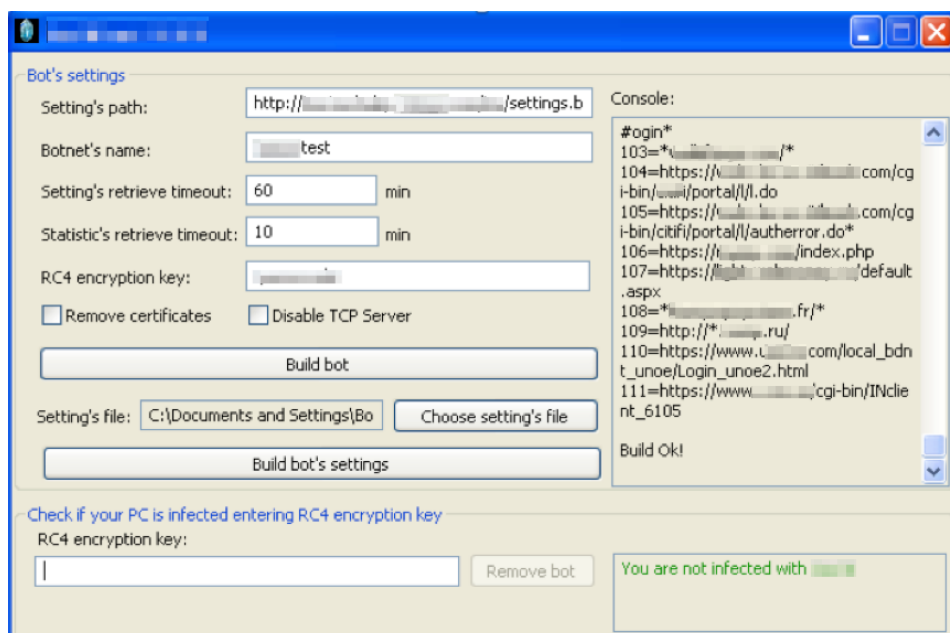 Bot's settings
Setting's path:
http:// /settings.b
Botnet's name:
test
Setting's retrieve timeout:
60
min
Statistic's retrieve timeout:
10
min
RC4 encryption key:
Remove certificates
Disable TCP Server
Build bot
Setting's file:
C:\Documents and Settings\Bo
Choose setting's file
Build bot's settings
Console:
#ogin*
103=* /*
104=https:// com/cg
i-bin/ /portal/l/l.do
105=https:// com/cg
i-bin/citifi/portal/l/autherror.do*
106=https:// /index.php
107=https:// /default
.aspx
108=* .fr/*
109=http://*. .ru/
110=https://www. com/local_bdn
t_unoe/Login_unoe2.html
111=https://www /cgi-bin/INclie
nt_6105
Build Ok!
Check if your PC is infected entering RC4 encryption key
RC4 encryption key:
Remove bot
You are not infected with